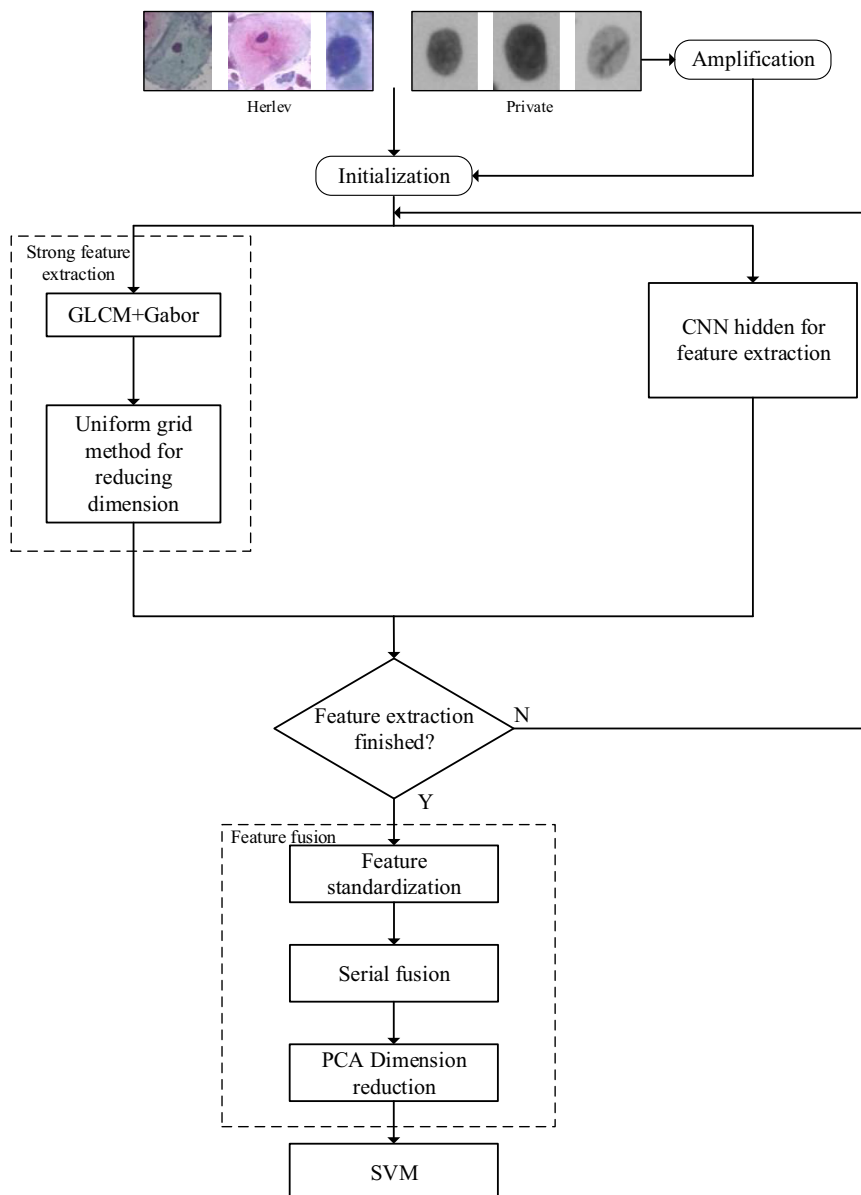 Herlev
Private
Amplification
Initialization
Strong feature
extraction
GLCM+Gabor
Uniform grid
method for
reducing
dimension
CNN hidden for
feature extraction
Feature extraction
finished?
N
Y
Feature fusion
Feature
standardization
Serial fusion
PCA Dimension
reduction
SVM